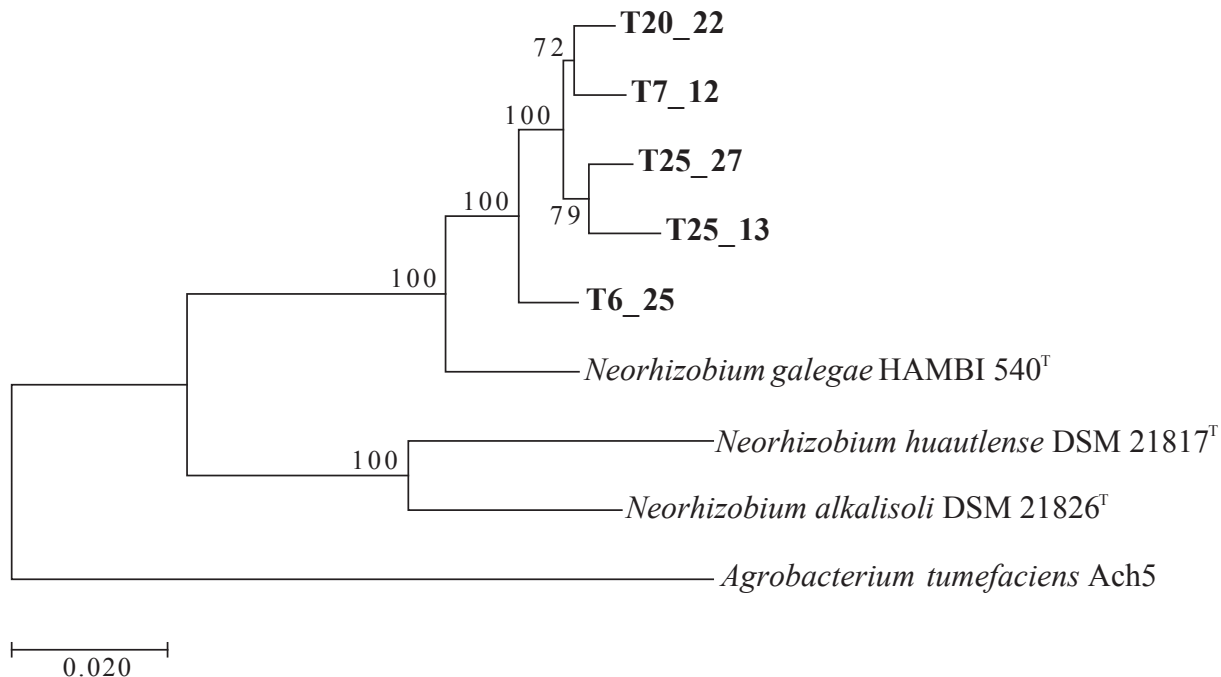 T20_22
72
T7_12
100
T25_27
100
79
T25_13
100
T6_25
Neorhizobium galegae HAMBI 540ᵀ
Neorhizobium huautlense DSM 21817ᵀ
100
Neorhizobium alkalisoli DSM 21826ᵀ
Agrobacterium tumefaciens Ach5
0.020